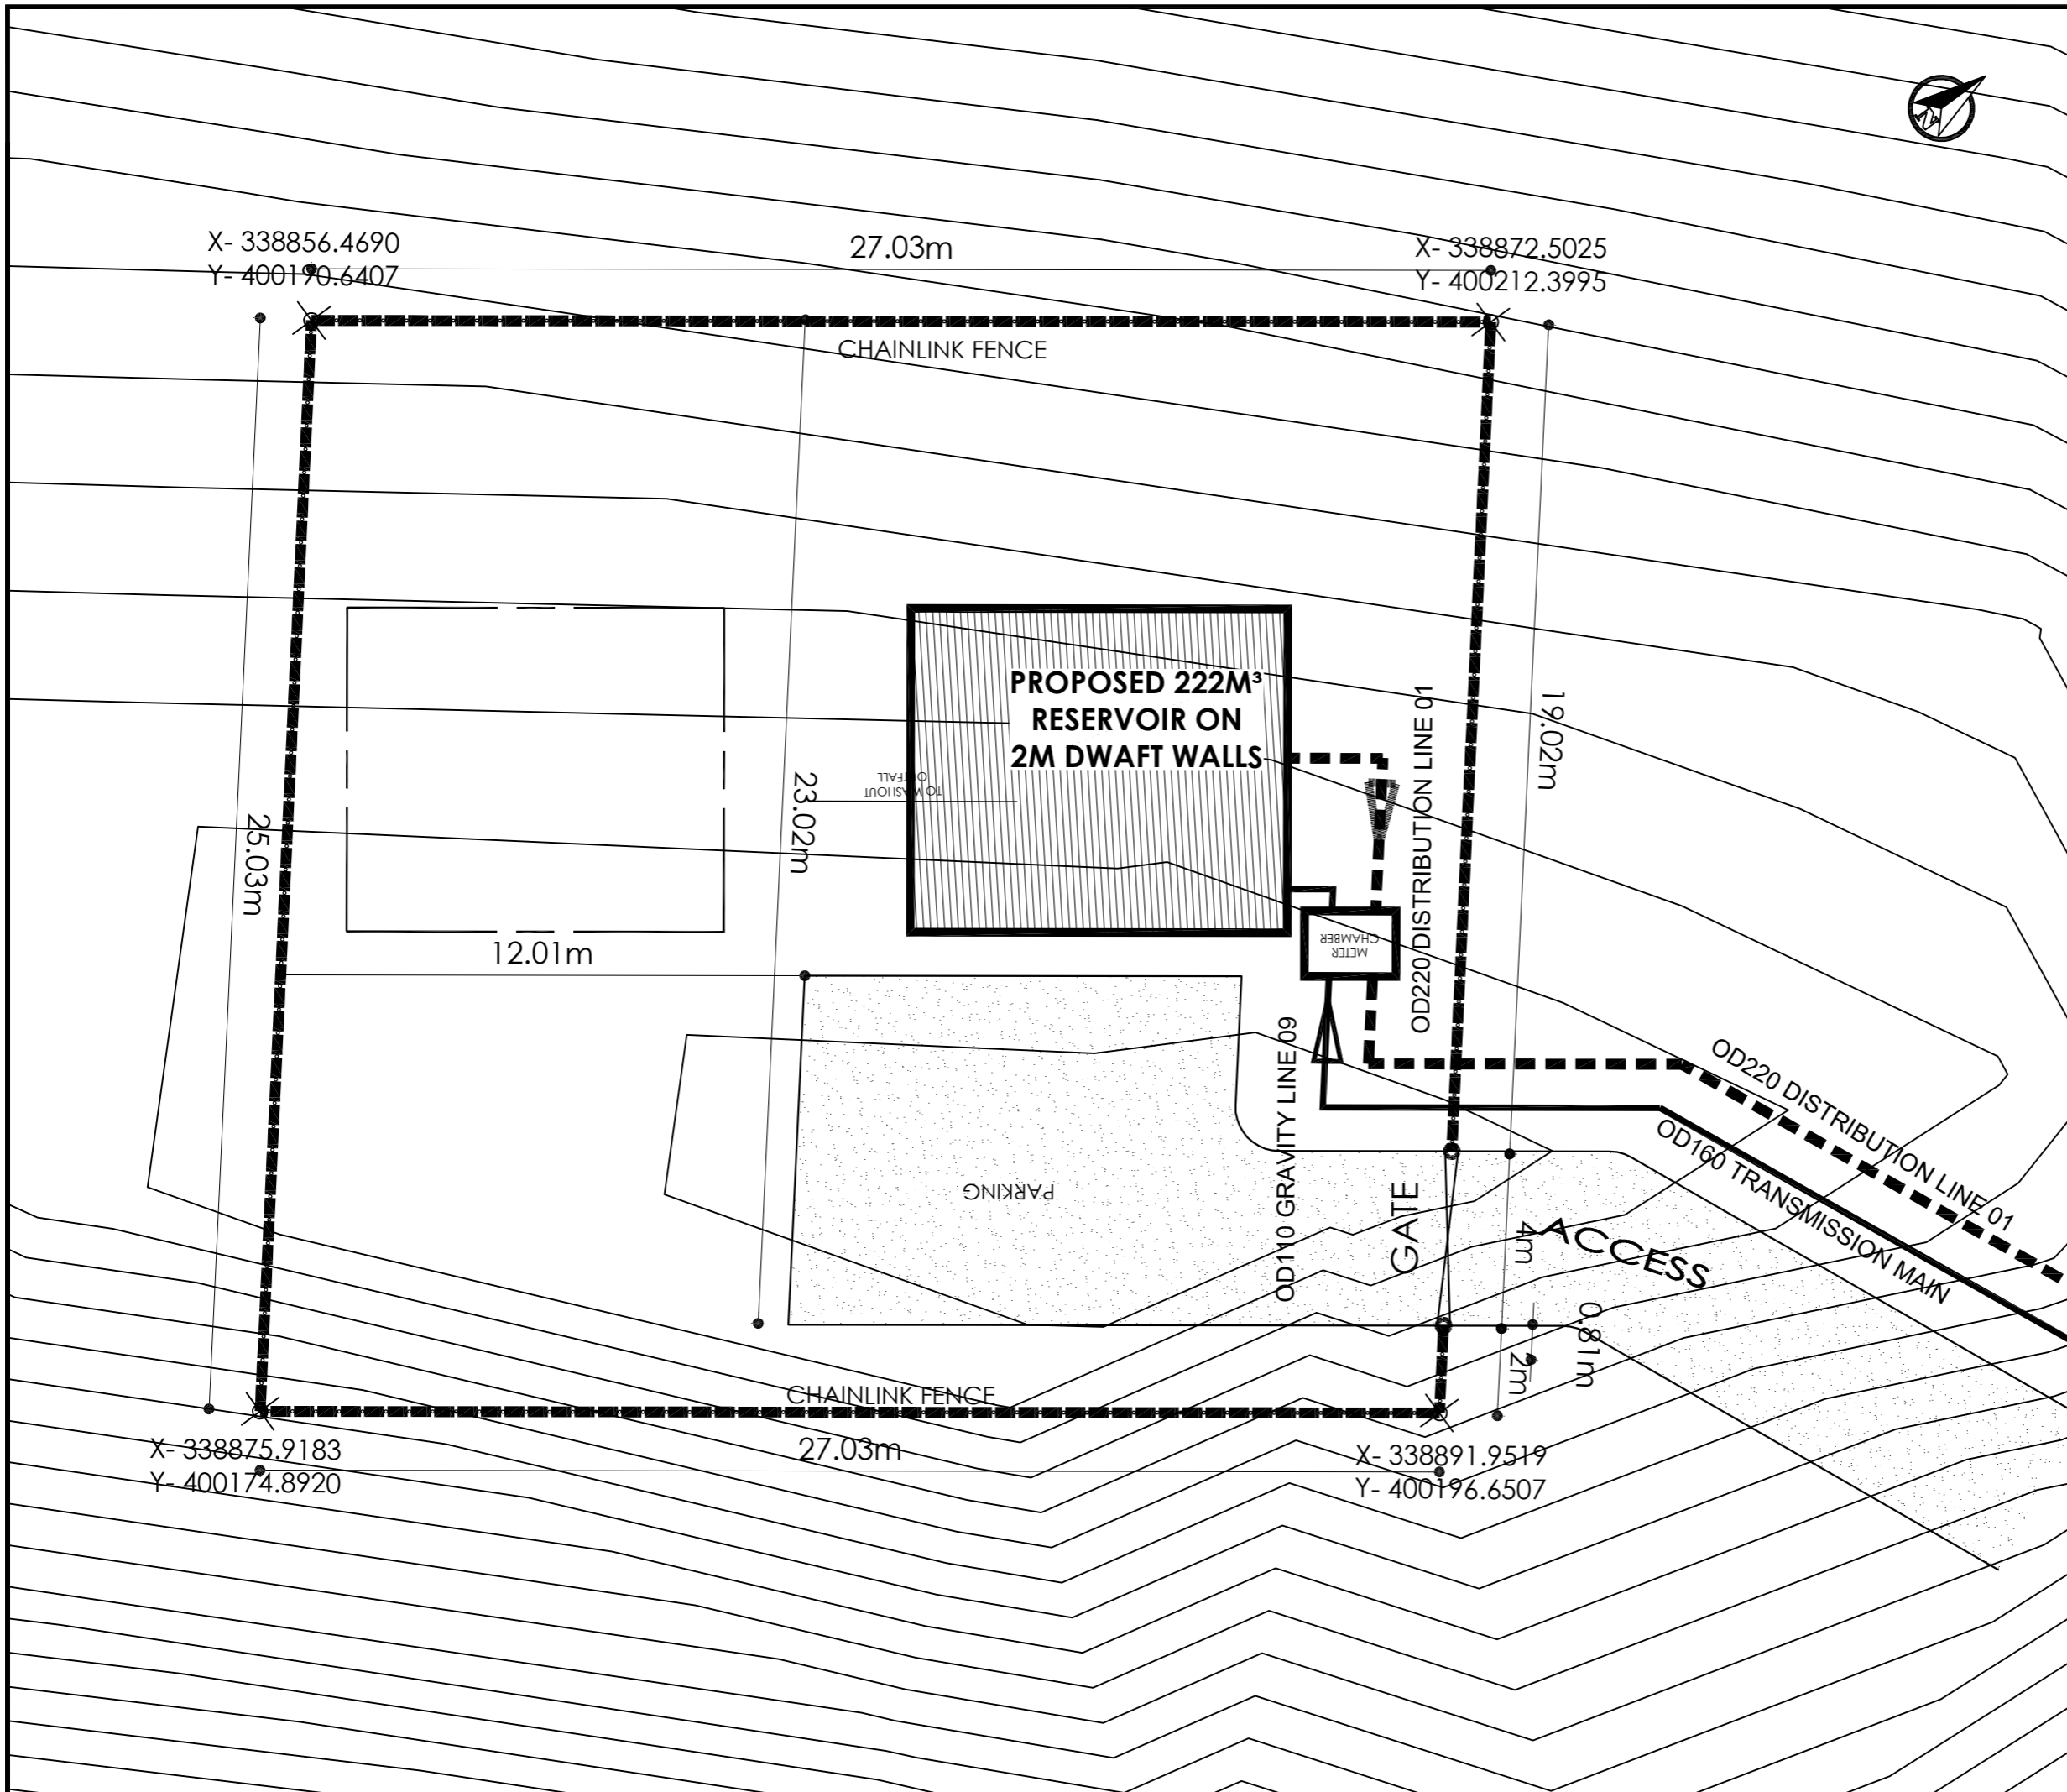 N
X- 338856.4690
Y- 400190.6407
27.03m
X- 338872.5025
Y- 400212.3995
CHAINLINK FENCE
PROPOSED 222M³
RESERVOIR ON
2M DWAFT WALLS
TO WASHOUT
OUTFALL
25.03m
23.02m
19.02m
12.01m
METER
CHAMBER
OD220 DISTRIBUTION LINE 01
OD110 GRAVITY LINE 09
OD220 DISTRIBUTION LINE 01
OD160 TRANSMISSION MAIN
PARKING
GATE
4m
ACCESS
0.81m
2m
CHAINLINK FENCE
27.03m
X- 338875.9183
Y- 400174.8920
X- 338891.9519
Y- 400196.6507